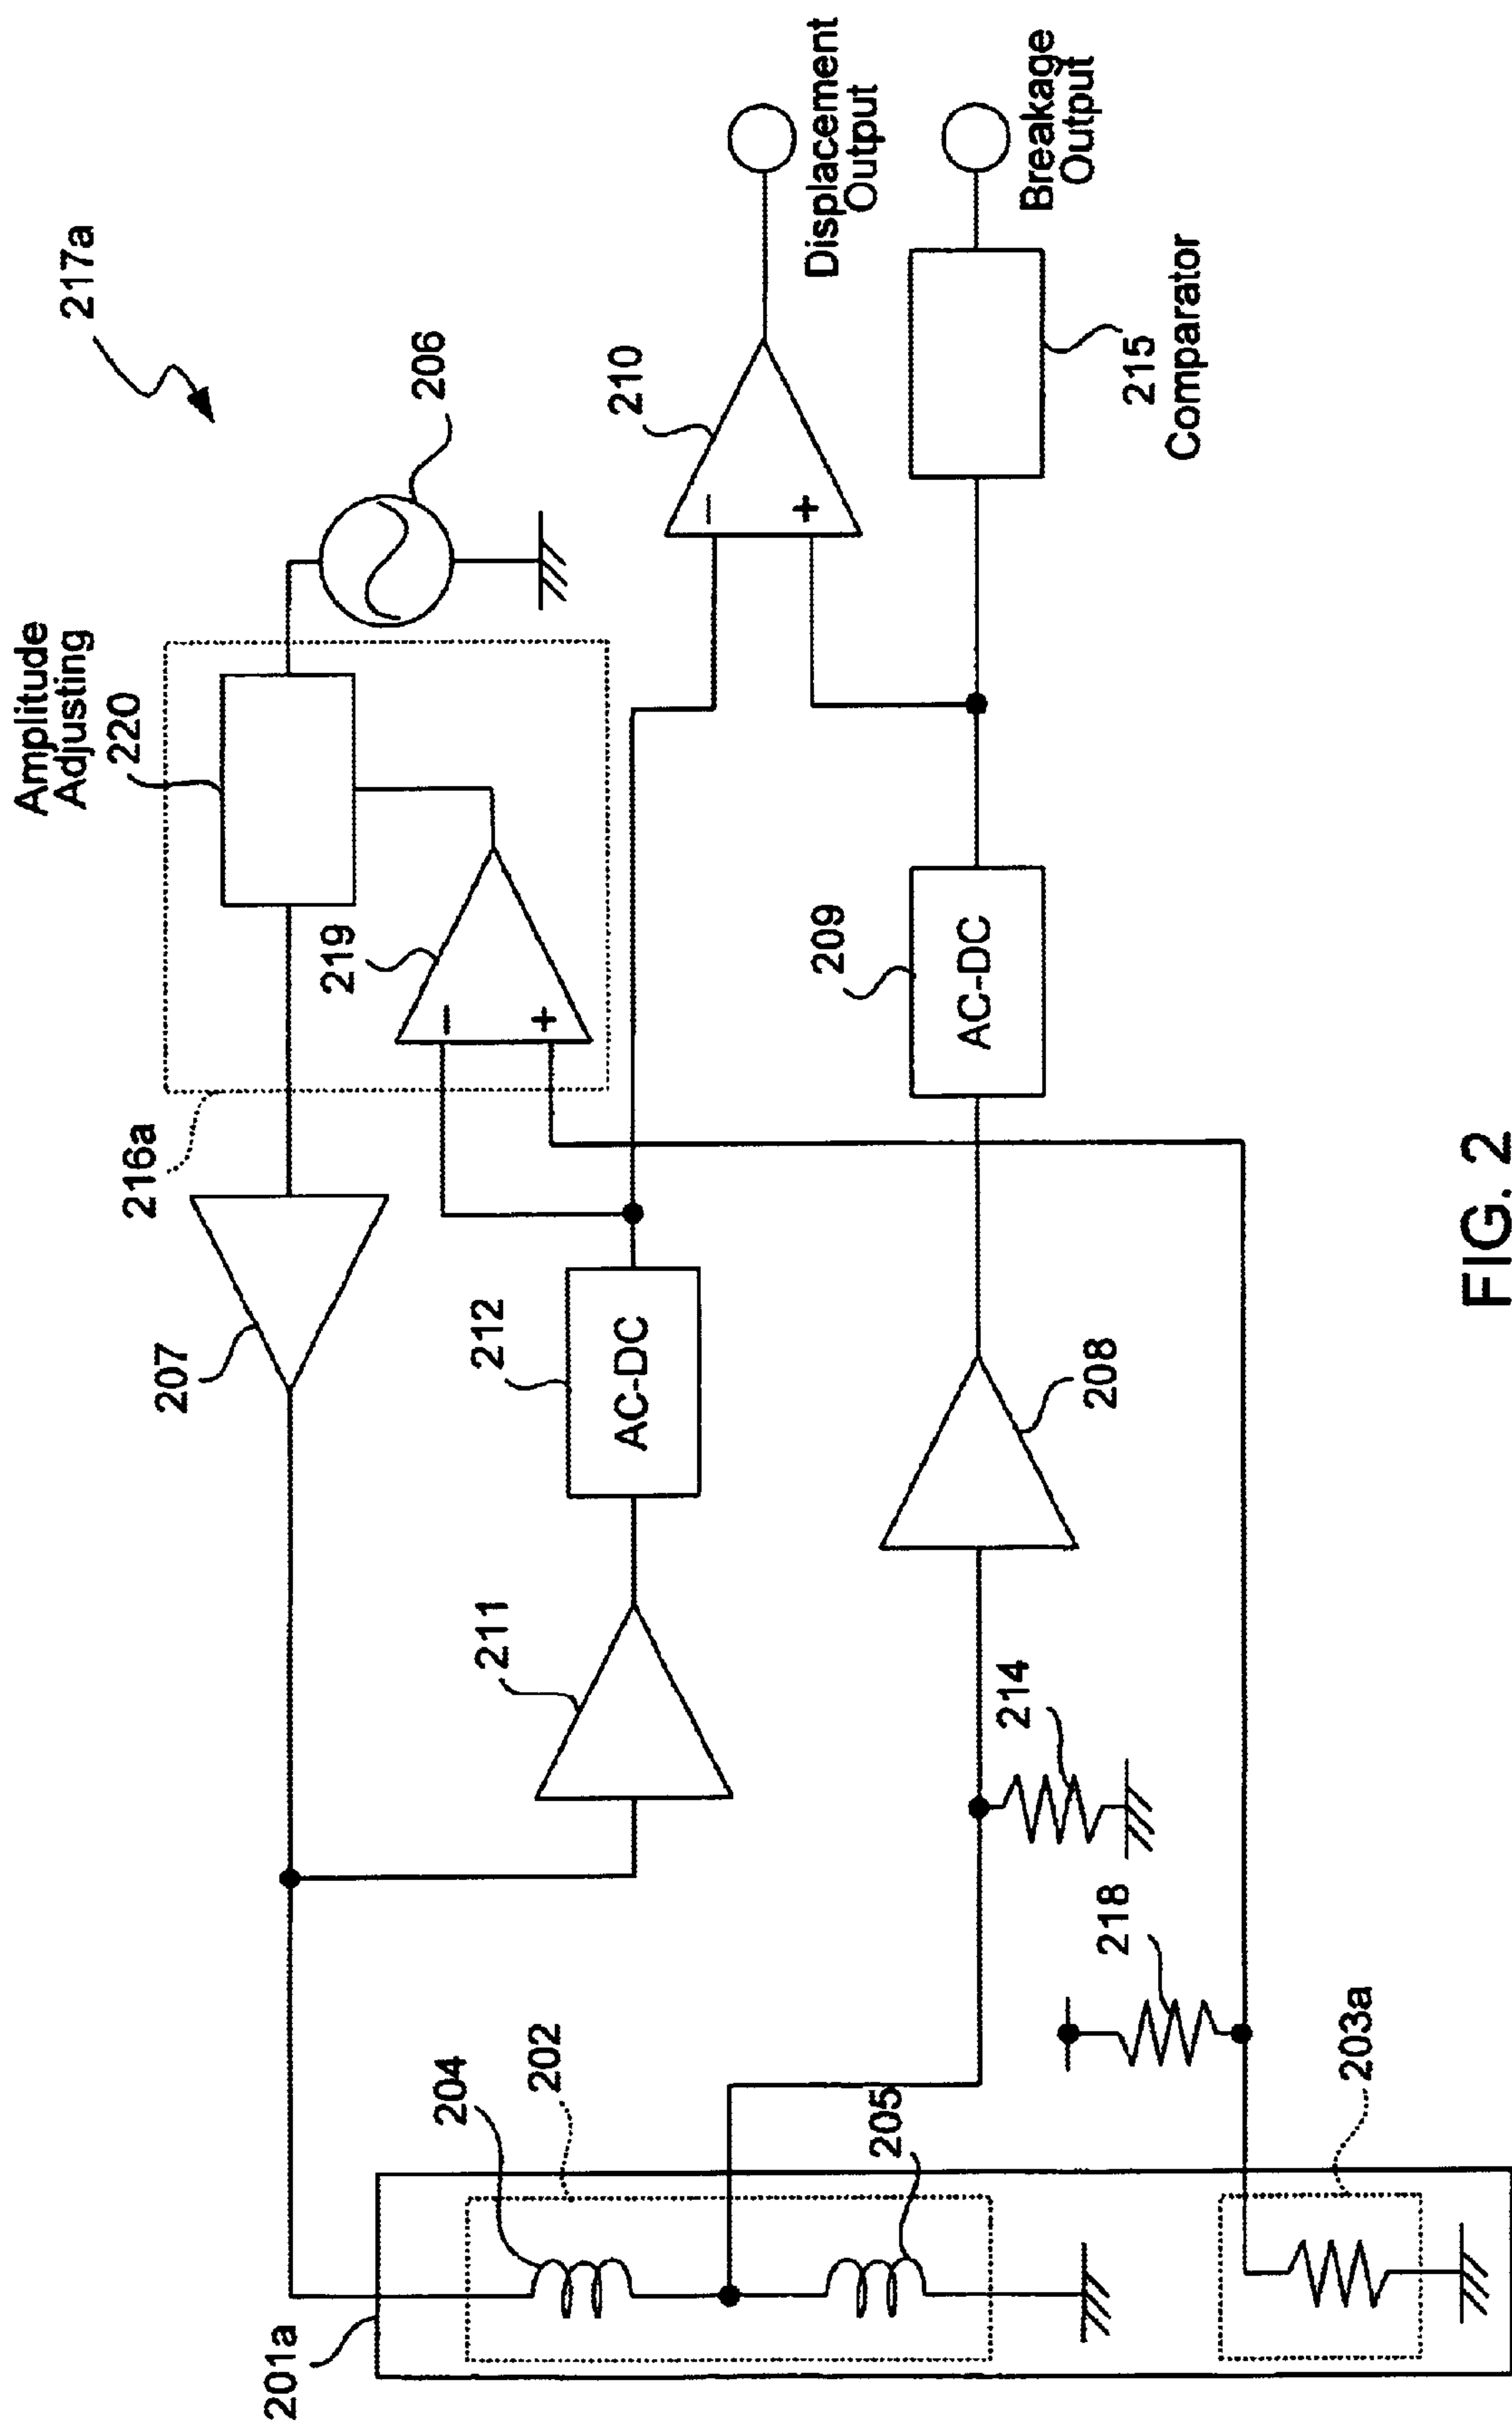 217a
Amplitude
Adjusting
220
206
216a
219
207
210
Displacement
Output
212
AC-DC
211
209
AC-DC
215
Comparator
Breakage
Output
208
214
218
204
202
205
201a
203a
−
+
−
+
FIG. 2